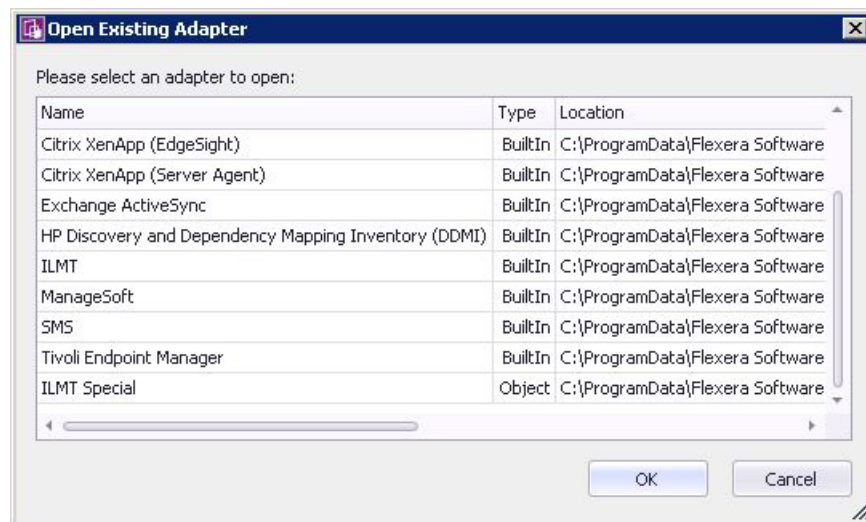 Open Existing Adapter
Please select an adapter to open:
Name Type Location
Citrix XenApp (EdgeSight) BuiltIn C:\ProgramData\Flexera Software
Citrix XenApp (Server Agent) BuiltIn C:\ProgramData\Flexera Software
Exchange ActiveSync BuiltIn C:\ProgramData\Flexera Software
HP Discovery and Dependency Mapping Inventory (DDMI) BuiltIn C:\ProgramData\Flexera Software
ILMT BuiltIn C:\ProgramData\Flexera Software
ManageSoft BuiltIn C:\ProgramData\Flexera Software
SMS BuiltIn C:\ProgramData\Flexera Software
Tivoli Endpoint Manager BuiltIn C:\ProgramData\Flexera Software
ILMT Special Object C:\ProgramData\Flexera Software
OK Cancel